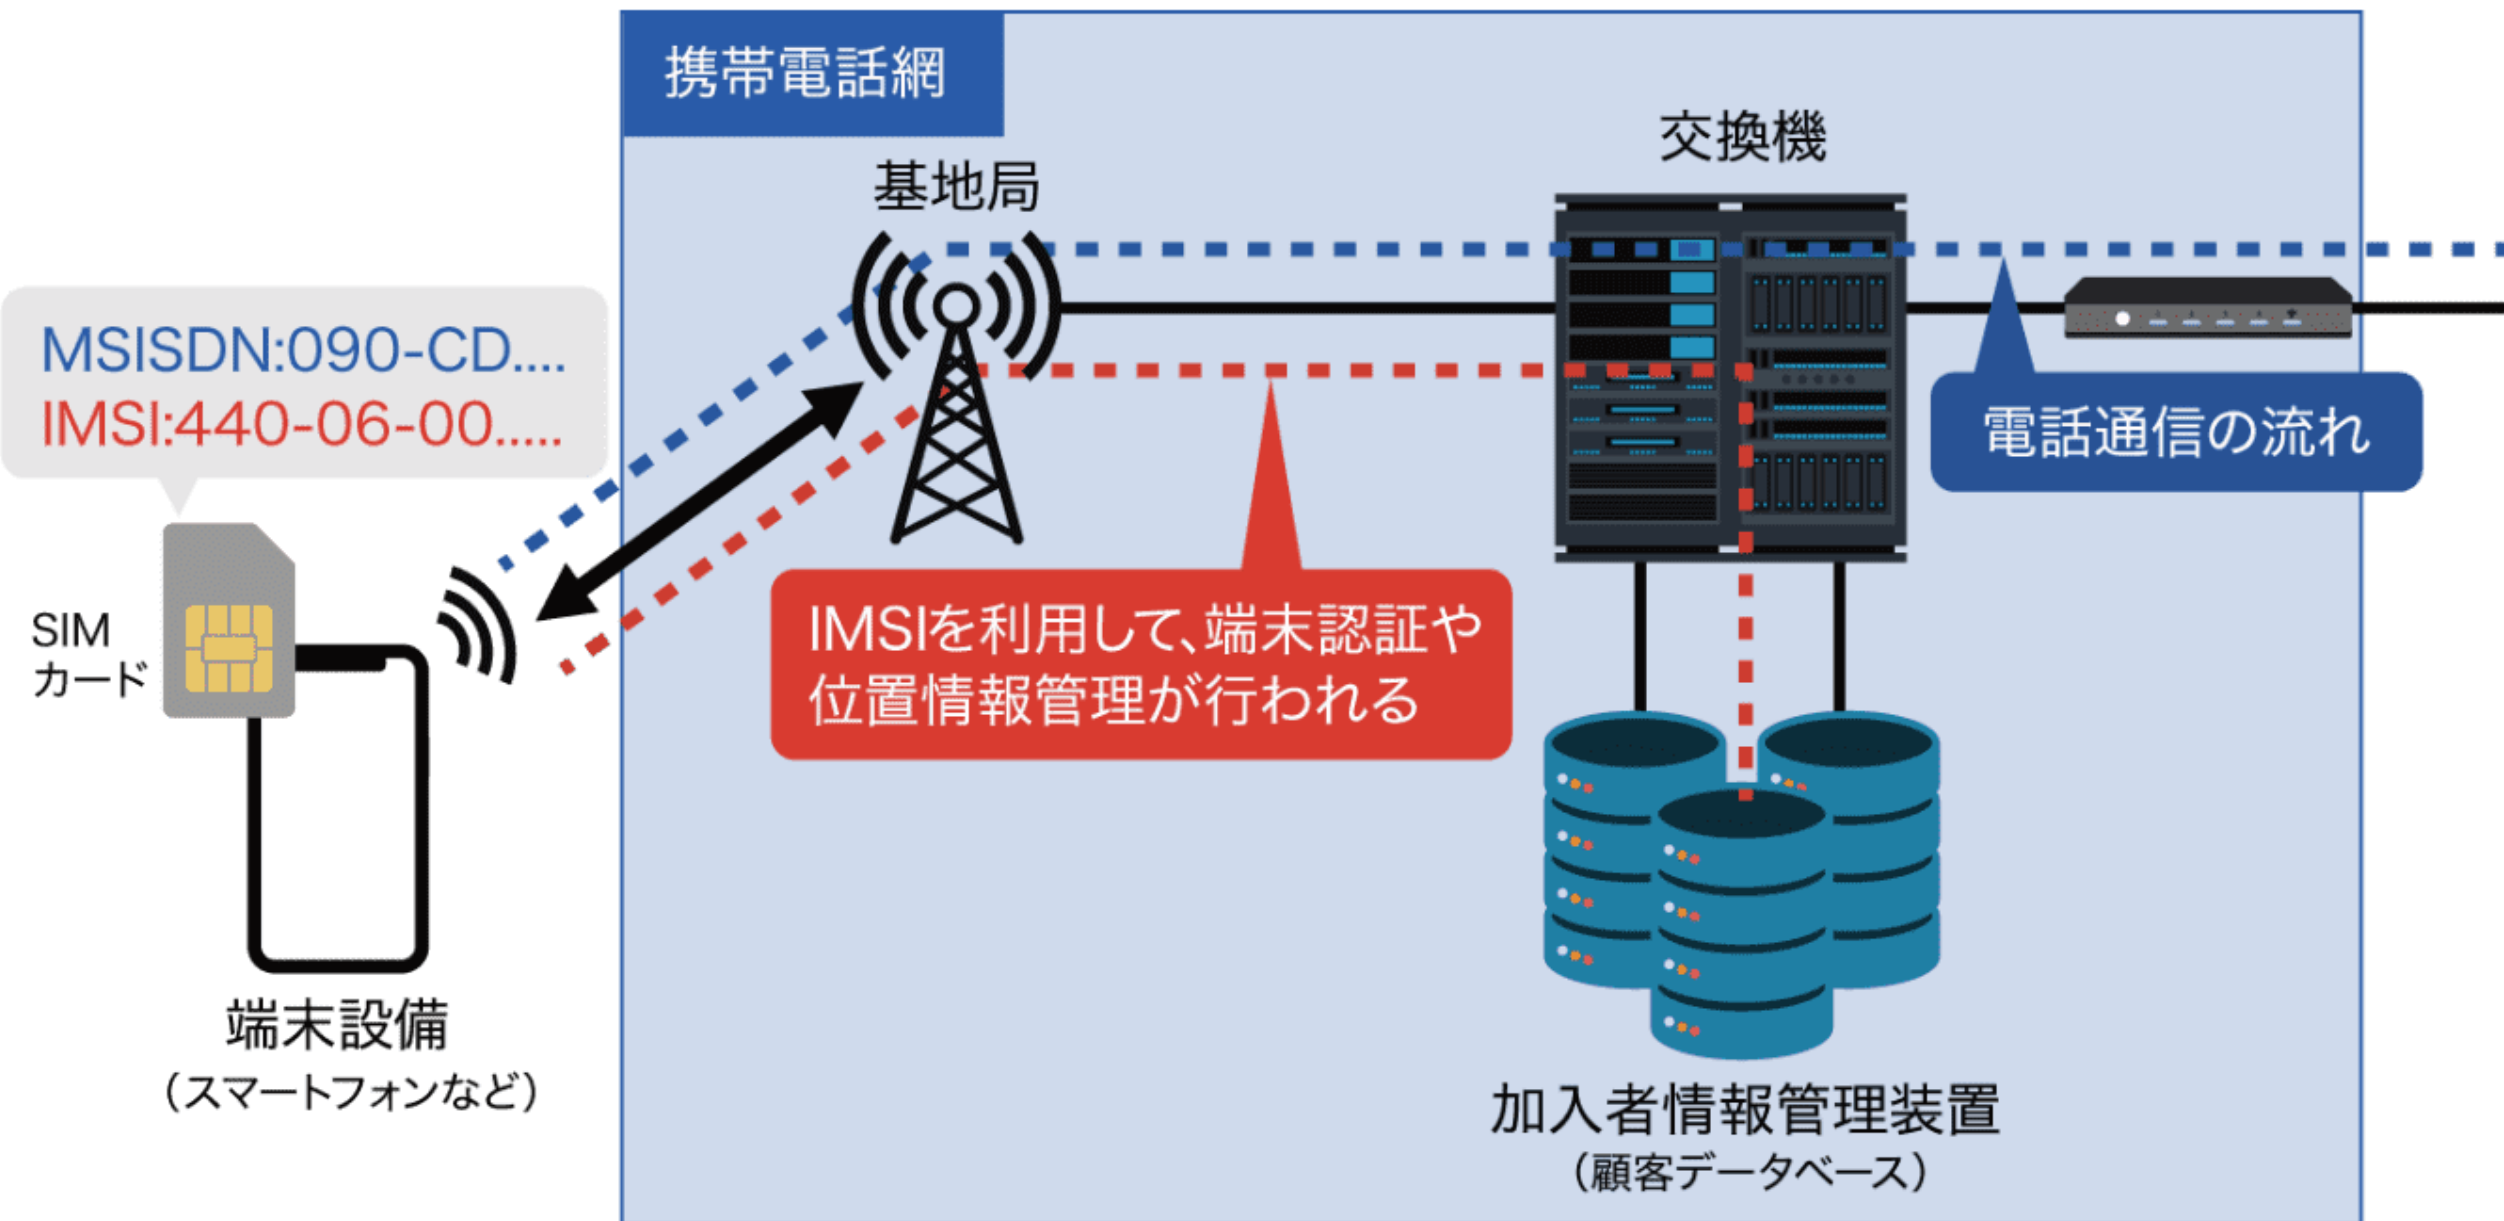 携帯電話網
交換機
基地局
MSISDN:090-CD....
IMSI:440-06-00.....
電話通信の流れ
SIM
カード
IMSIを利用して、端末認証や
位置情報管理が行われる
端末設備
（スマートフォンなど）
加入者情報管理装置
（顧客データベース）